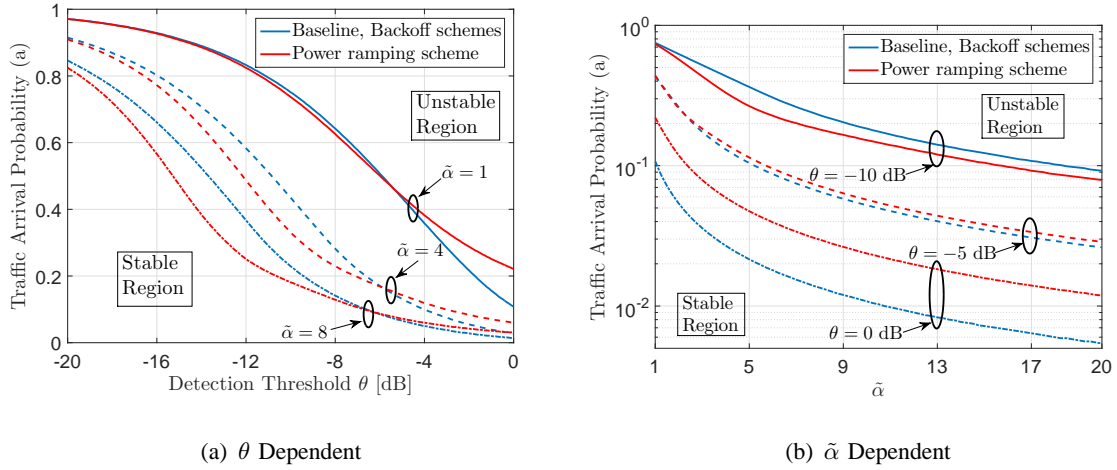 Baseline, Backoff schemes
Power ramping scheme
Unstable
Region
Stable
Region
α̃ = 1
α̃ = 4
α̃ = 8
Traffic Arrival Probability (a)
1
0.8
0.6
0.4
0.2
0
-20
-16
-12
-8
-4
0
Detection Threshold θ [dB]
(a) θ Dependent
Baseline, Backoff schemes
Power ramping scheme
Unstable
Region
θ = −10 dB
θ = −5 dB
θ = 0 dB
Stable
Region
Traffic Arrival Probability (a)
10^0
10^-1
10^-2
1
5
9
13
17
20
α̃
(b) α̃ Dependent